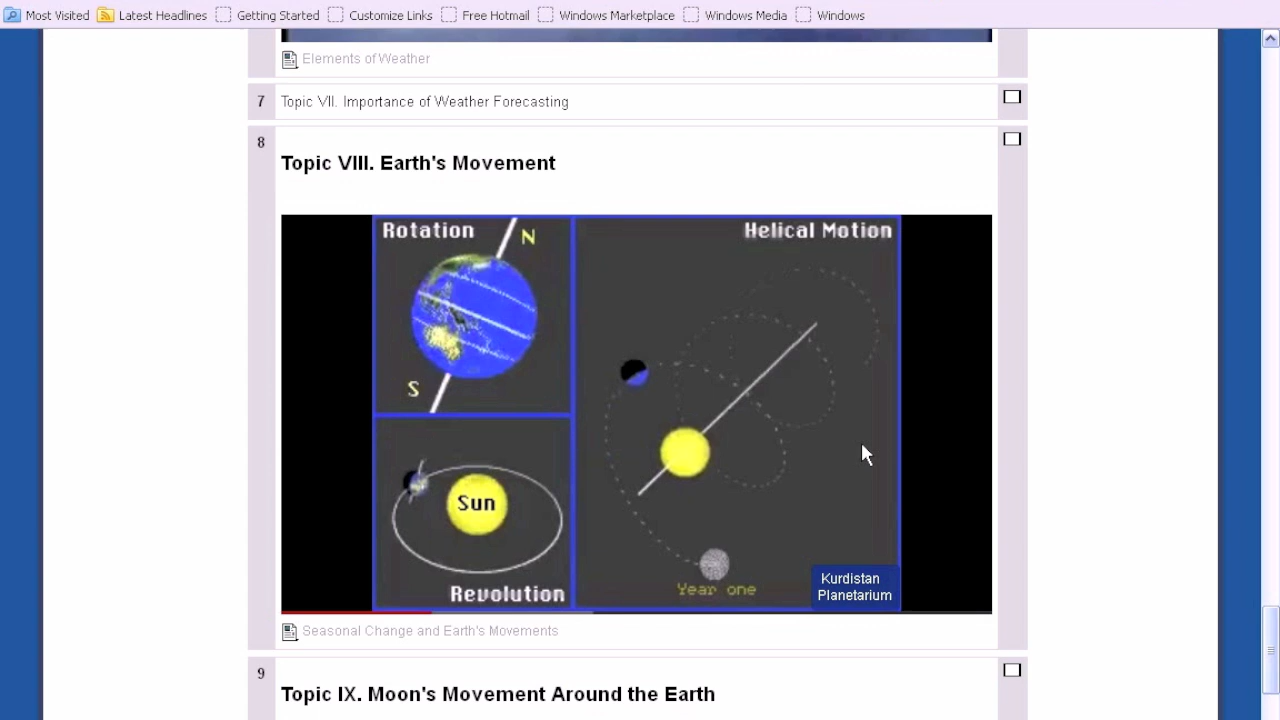 Most Visited Latest Headlines Getting Started Customize Links Free Hotmail Windows Marketplace Windows Media Windows
Elements of Weather
7 Topic VII. Importance of Weather Forecasting
8
Topic VIII. Earth's Movement
Rotation
N
S
Helical Motion
Sun
Revolution
Year one
Kurdistan
Planetarium
Seasonal Change and Earth's Movements
9
Topic IX. Moon's Movement Around the Earth